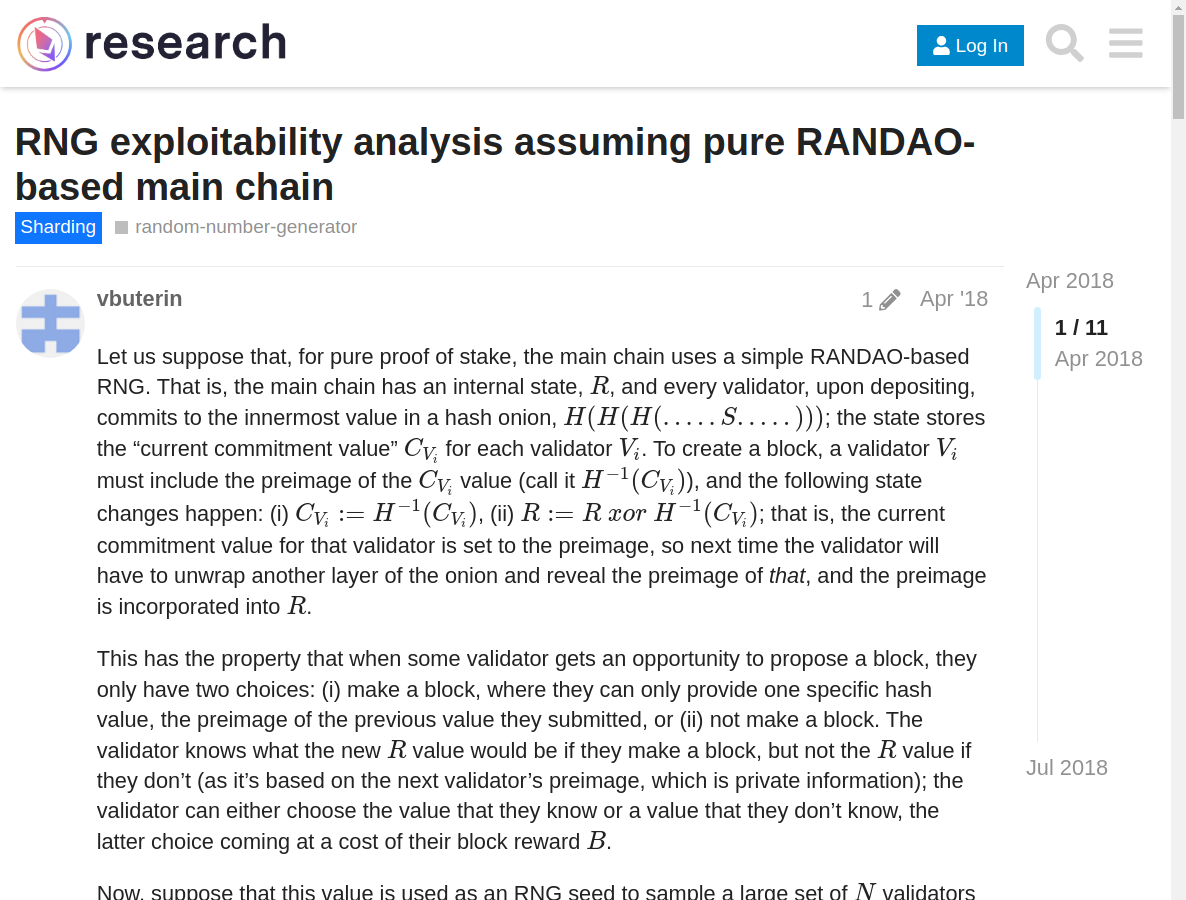 research
Log In
RNG exploitability analysis assuming pure RANDAO-
based main chain
Sharding
random-number-generator
Apr 2018
1 / 11
Apr 2018
Jul 2018
vbuterin
1
Apr '18
Let us suppose that, for pure proof of stake, the main chain uses a simple RANDAO-based
RNG. That is, the main chain has an internal state, R, and every validator, upon depositing,
commits to the innermost value in a hash onion, H(H(H(.....S.....))); the state stores
the “current commitment value” C_{V_i} for each validator V_i. To create a block, a validator V_i
must include the preimage of the C_{V_i} value (call it H^{-1}(C_{V_i})), and the following state
changes happen: (i) C_{V_i} := H^{-1}(C_{V_i}), (ii) R := R xor H^{-1}(C_{V_i}); that is, the current
commitment value for that validator is set to the preimage, so next time the validator will
have to unwrap another layer of the onion and reveal the preimage of that, and the preimage
is incorporated into R.
This has the property that when some validator gets an opportunity to propose a block, they
only have two choices: (i) make a block, where they can only provide one specific hash
value, the preimage of the previous value they submitted, or (ii) not make a block. The
validator knows what the new R value would be if they make a block, but not the R value if
they don’t (as it’s based on the next validator’s preimage, which is private information); the
validator can either choose the value that they know or a value that they don’t know, the
latter choice coming at a cost of their block reward B.
Now, suppose that this value is used as an RNG seed to sample a large set of N validators